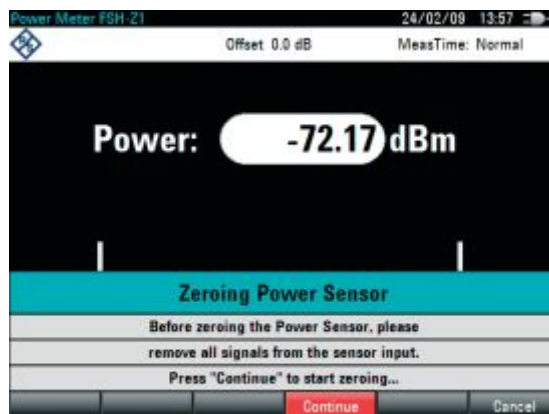 Power Meter FSH-Z1 24/02/09 13:57
Offset 0.0 dB MeasTime: Normal
Power: -72.17 dBm
Zeroing Power Sensor
Before zeroing the Power Sensor, please
remove all signals from the sensor input.
Press "Continue" to start zeroing...
Continue Cancel